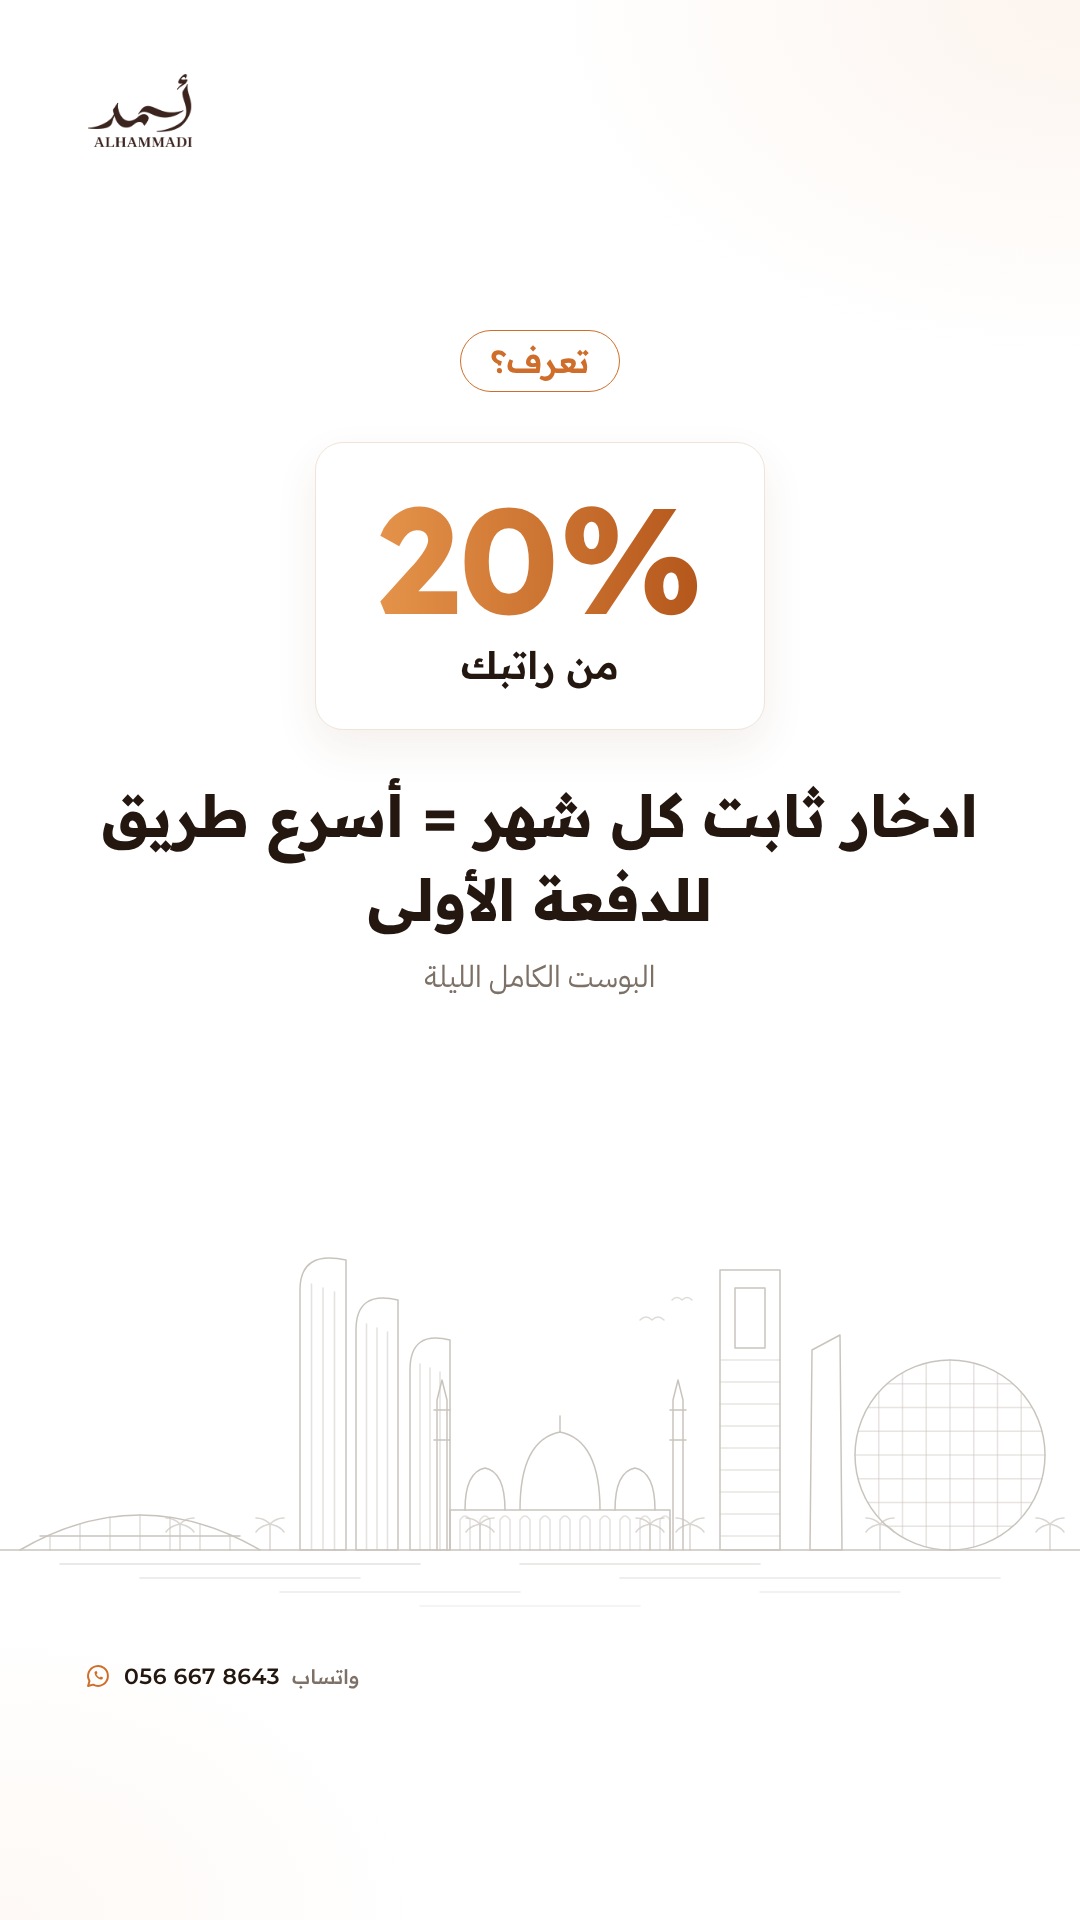 أحمد
ALHAMMADI
تعرف؟
20%
من راتبك
ادخار ثابت كل شهر = أسرع طريق
للدفعة الأولى
البوست الكامل الليلة
056 667 8643 واتساب